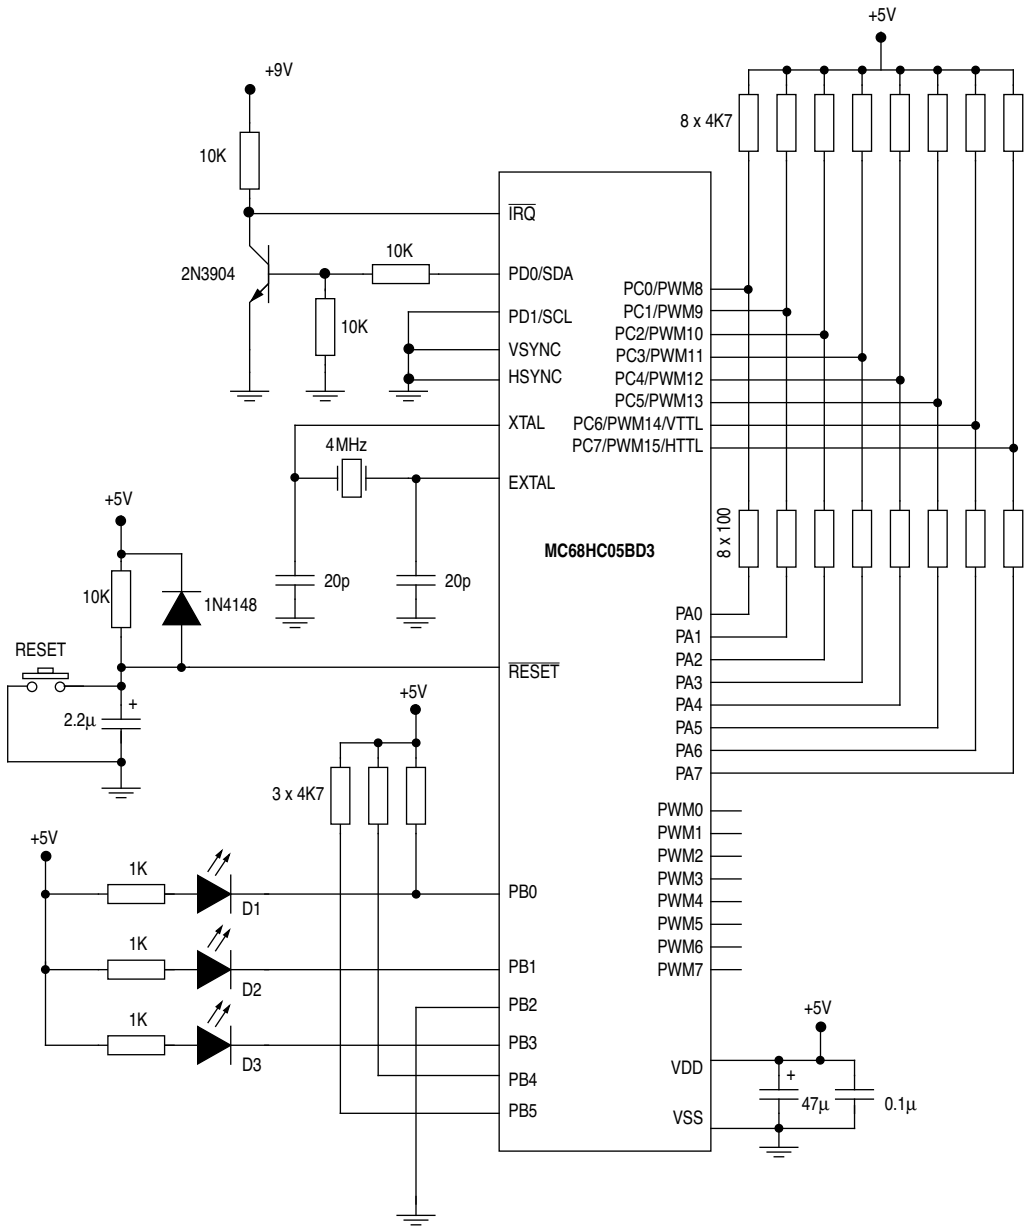 +5V
+9V
8 x 4K7
10K
IRQ
2N3904
10K
PD0/SDA
PC0/PWM8
10K
PD1/SCL
PC1/PWM9
PC2/PWM10
VSYNC
PC3/PWM11
HSYNC
PC4/PWM12
PC5/PWM13
XTAL
PC6/PWM14/VTTL
4MHz
PC7/PWM15/HTTL
EXTAL
+5V
8 x 100
MC68HC05BD3
20p
20p
10K
1N4148
PA0
PA1
RESET
PA2
RESET
PA3
+5V
PA4
+
2.2μ
PA5
PA6
PA7
3 x 4K7
PWM0
+5V
PWM1
PWM2
1K
PWM3
PB0
D1
PWM4
PWM5
1K
PWM6
PB1
PWM7
D2
PB2
+5V
1K
PB3
D3
VDD
PB4
+
47μ
0.1μ
PB5
VSS